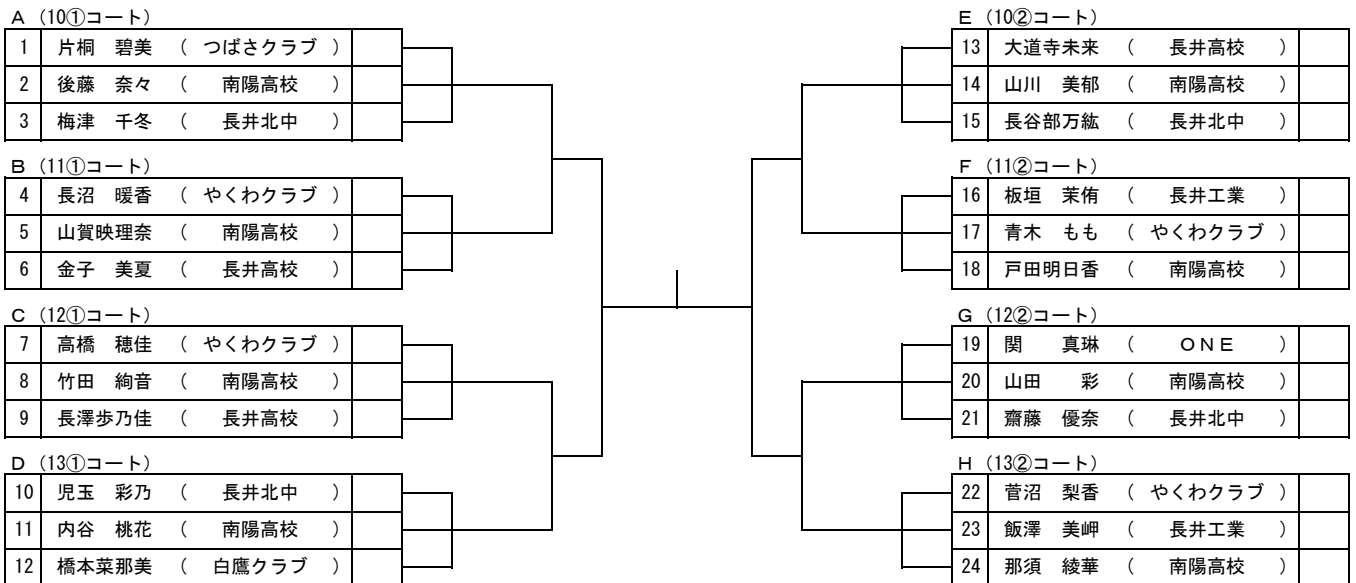 A (10①コート)
1 片桐 碧美 ( つばさクラブ )
2 後藤 奈々 ( 南陽高校 )
3 梅津 千冬 ( 長井北中 )
B (11①コート)
4 長沼 暖香 ( やくわクラブ )
5 山賀映理奈 ( 南陽高校 )
6 金子 美夏 ( 長井高校 )
C (12①コート)
7 高橋 穂佳 ( やくわクラブ )
8 竹田 絢音 ( 南陽高校 )
9 長澤歩乃佳 ( 長井高校 )
D (13①コート)
10 児玉 彩乃 ( 長井北中 )
11 内谷 桃花 ( 南陽高校 )
12 橋本菜那美 ( 白鷹クラブ )
E (10②コート)
13 大道寺未来 ( 長井高校 )
14 山川 美郁 ( 南陽高校 )
15 長谷部万紘 ( 長井北中 )
F (11②コート)
16 板垣 茉侑 ( 長井工業 )
17 青木 もも ( やくわクラブ )
18 戸田明日香 ( 南陽高校 )
G (12②コート)
19 関 真琳 ( ONE )
20 山田 彩 ( 南陽高校 )
21 齋藤 優奈 ( 長井北中 )
H (13②コート)
22 菅沼 梨香 ( やくわクラブ )
23 飯澤 美岬 ( 長井工業 )
24 那須 綾華 ( 南陽高校 )